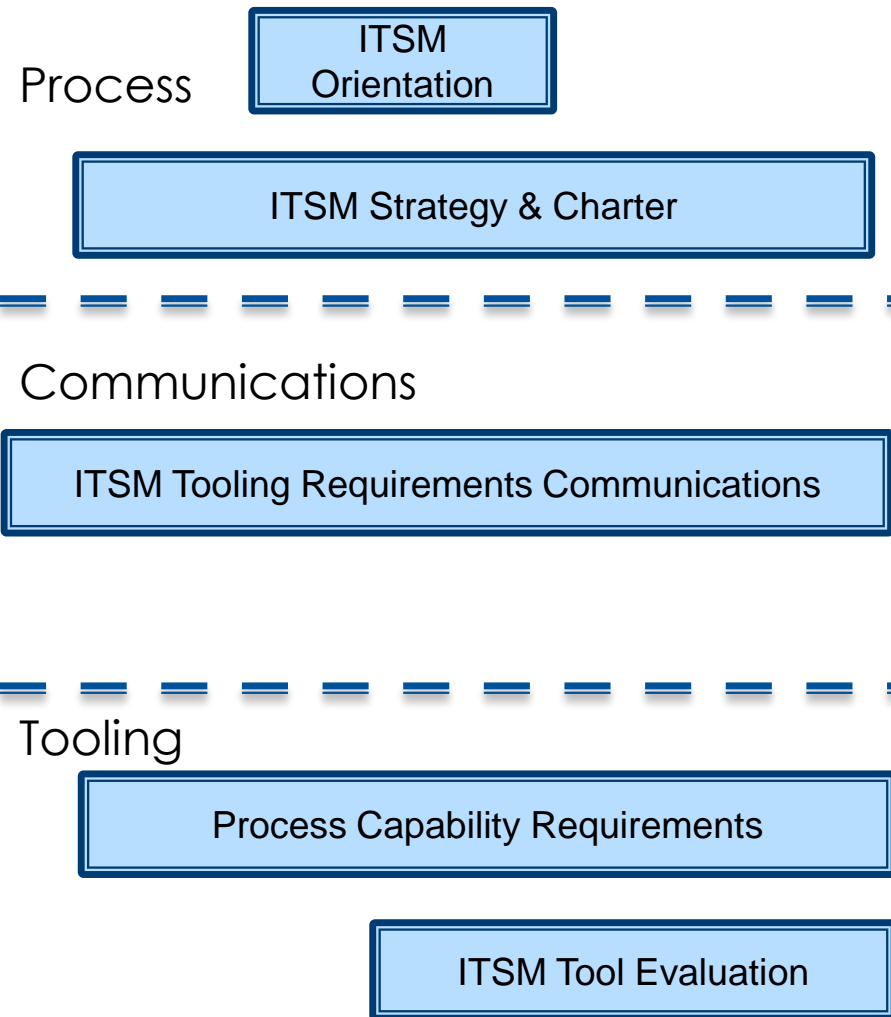 ITSM
Orientation
Process
ITSM Strategy & Charter
Communications
ITSM Tooling Requirements Communications
Tooling
Process Capability Requirements
ITSM Tool Evaluation